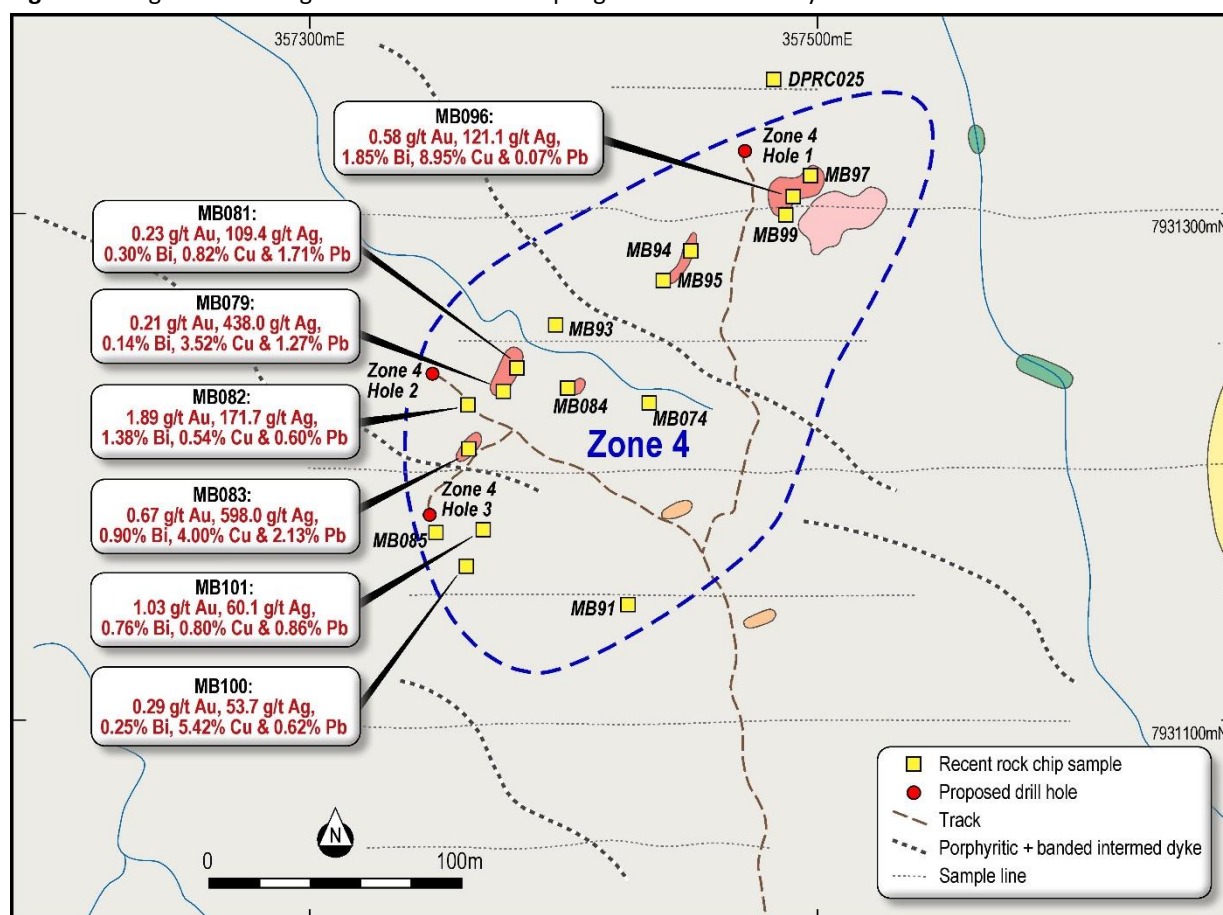 357300mE
357500mE
DPRC025
MB096:
0.58 g/t Au, 121.1 g/t Ag,
1.85% Bi, 8.95% Cu & 0.07% Pb
Zone 4
Hole 1
MB97
MB99
7931300mN
MB081:
0.23 g/t Au, 109.4 g/t Ag,
0.30% Bi, 0.82% Cu & 1.71% Pb
MB94
MB95
MB079:
0.21 g/t Au, 438.0 g/t Ag,
0.14% Bi, 3.52% Cu & 1.27% Pb
MB93
Zone 4
Hole 2
MB084
MB074
MB082:
1.89 g/t Au, 171.7 g/t Ag,
1.38% Bi, 0.54% Cu & 0.60% Pb
Zone 4
MB083:
0.67 g/t Au, 598.0 g/t Ag,
0.90% Bi, 4.00% Cu & 2.13% Pb
Zone 4
Hole 3
MB085
MB101:
1.03 g/t Au, 60.1 g/t Ag,
0.76% Bi, 0.80% Cu & 0.86% Pb
MB91
MB100:
0.29 g/t Au, 53.7 g/t Ag,
0.25% Bi, 5.42% Cu & 0.62% Pb
7931100mN
Recent rock chip sample
Proposed drill hole
Track
Porphyritic + banded intermed dyke
Sample line
N
0
100m